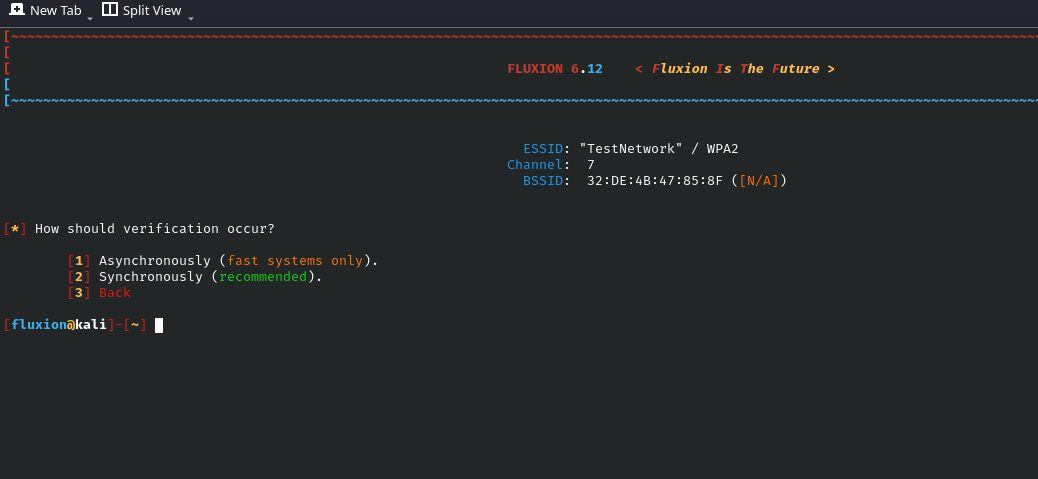 New Tab Split View
[~~~~~~~~~~~~~~~~~~~~~~~~~~~~~~~~~~~~~~~~~~~~~~~~~~~~~~~~~~~~~~~~~~~~~~~~~~~~~~~~~~~~~~~~~~~~~~~~~~~~~~~~~~~~~~~~~~~~~~~~~~~~~~~~
[
[ FLUXION 6.12 < Fluxion Is The Future >
[
[~~~~~~~~~~~~~~~~~~~~~~~~~~~~~~~~~~~~~~~~~~~~~~~~~~~~~~~~~~~~~~~~~~~~~~~~~~~~~~~~~~~~~~~~~~~~~~~~~~~~~~~~~~~~~~~~~~~~~~~~~~~~~~~~
ESSID: "TestNetwork" / WPA2
Channel: 7
BSSID: 32:DE:4B:47:85:8F ([N/A])
[*] How should verification occur?
[1] Asynchronously (fast systems only).
[2] Synchronously (recommended).
[3] Back
[fluxion@kali]-[~]